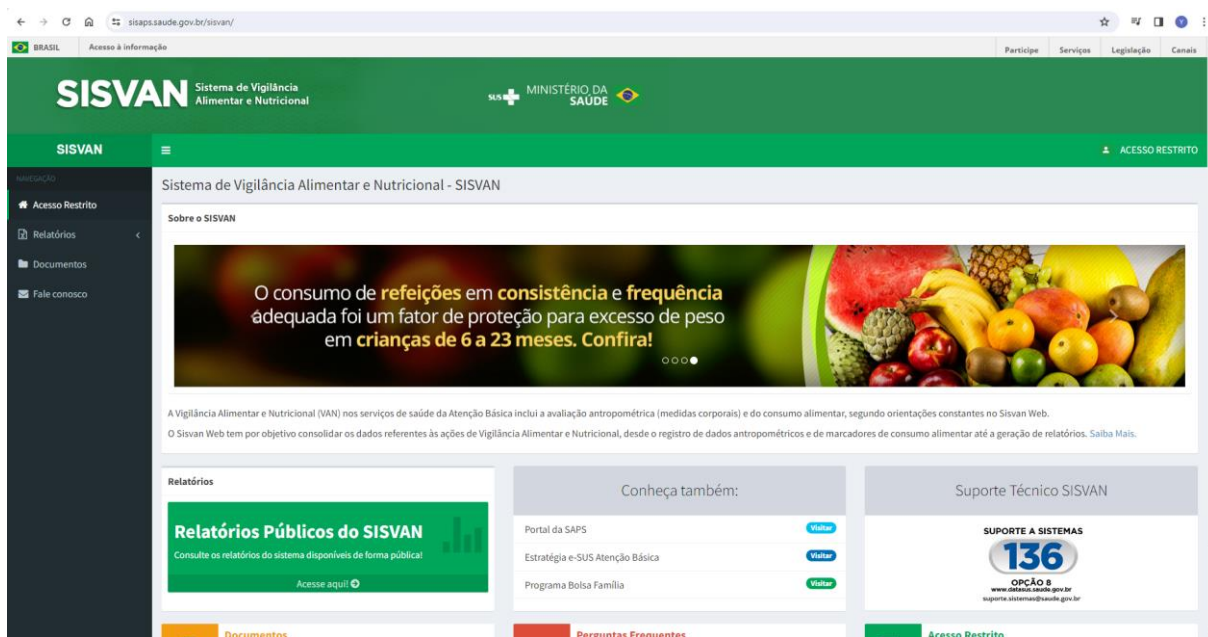 sisaps.saude.gov.br/sisvan/
BRASIL Acesso à informação Participe Serviços Legislação Canais
SISVAN Sistema de Vigilância
Alimentar e Nutricional
SUS MINISTÉRIO DA
SAÚDE
SISVAN ACESSO RESTRITO
NAVEGAÇÃO
Acesso Restrito
Relatórios
Documentos
Fale conosco
Sistema de Vigilância Alimentar e Nutricional - SISVAN
Sobre o SISVAN
O consumo de refeições em consistência e frequência
adequada foi um fator de proteção para excesso de peso
em crianças de 6 a 23 meses. Confira!
A Vigilância Alimentar e Nutricional (VAN) nos serviços de saúde da Atenção Básica inclui a avaliação antropométrica (medidas corporais) e do consumo alimentar, segundo orientações constantes no Sisvan Web.
O Sisvan Web tem por objetivo consolidar os dados referentes às ações de Vigilância Alimentar e Nutricional, desde o registro de dados antropométricos e de marcadores de consumo alimentar até a geração de relatórios. Saiba Mais.
Relatórios
Relatórios Públicos do SISVAN
Consulte os relatórios do sistema disponíveis de forma pública!
Acesse aqui!
Conheça também:
Portal da SAPS Visitar
Estratégia e-SUS Atenção Básica Visitar
Programa Bolsa Família Visitar
Suporte Técnico SISVAN
SUPORTE A SISTEMAS
136
OPÇÃO 8
www.datasus.saude.gov.br
suporte.sistemas@saude.gov.br
Documentos
Perguntas Frequentes
Acesso Restrito